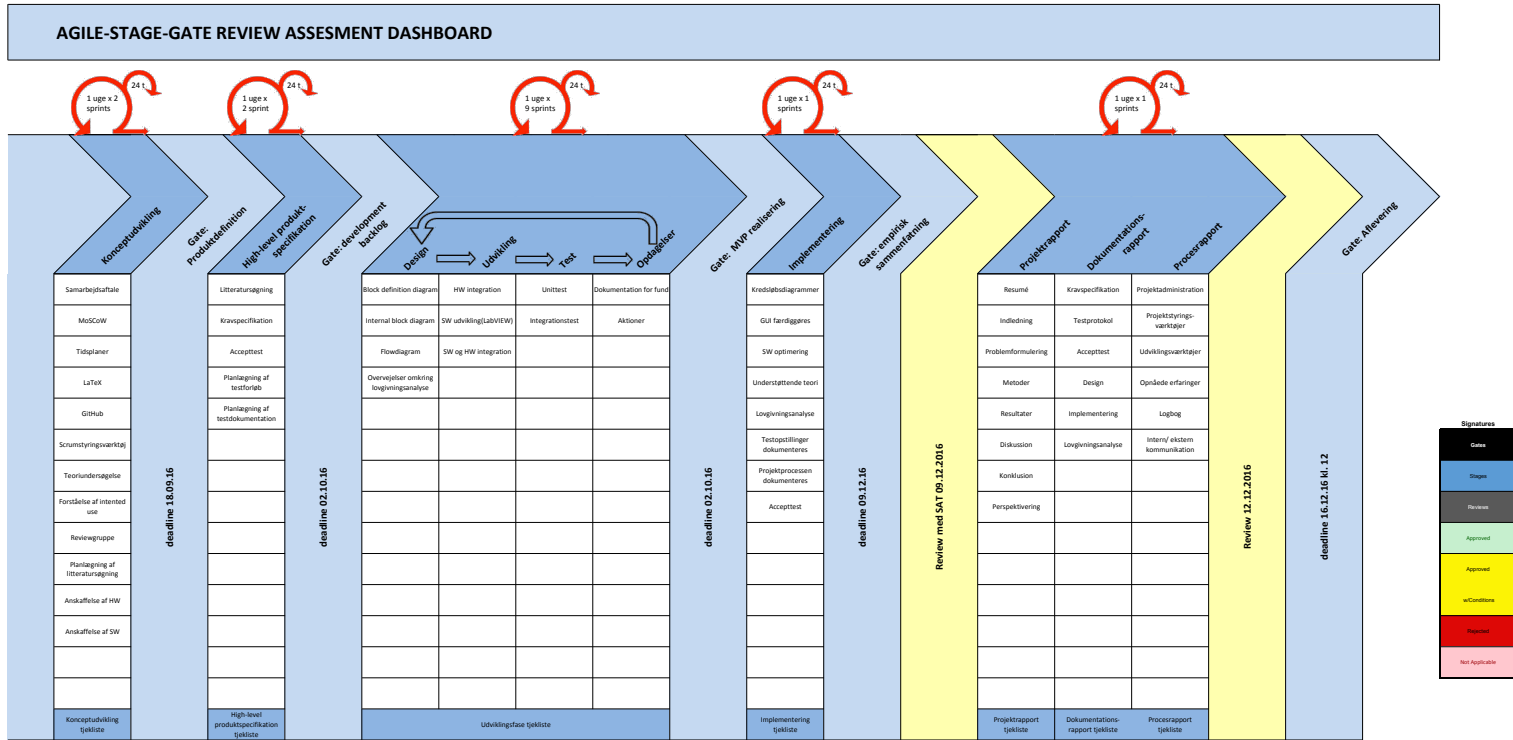 AGILE-STAGE-GATE REVIEW ASSESMENT DASHBOARD
1 uge x 2
sprints
24 t
1 uge x
2 sprint
24 t
1 uge x
9 sprints
24 t.
1 uge x 1
sprints
24 t
1 uge x 1
sprints
24 t
Konceptudvikling
Gate:
Produktdefinition
High-level produkt-
specifikation
Gate: development
backlog
Design
Udvikling
Test
Opdagelser
Gate: MVP realisering
Implementering
Gate: empirisk
sammenfatning
Projektrapport
Dokumentations-
rapport
Procesrapport
Gate: Aflevering
Samarbejdsaftale
MoSCoW
Tidsplaner
LaTeX
GitHub
Scrumstyringsværktøj
Teoriundersøgelse
Forståelse af intented
use
Reviewgruppe
Planlægning af
litteratursøgning
Anskaffelse af HW
Anskaffelse af SW
Konceptudvikling
tjekliste
deadline 18.09.16
Litteratursøgning
Kravspecifikation
Accepttest
Planlægning af
testforløb
Planlægning af
testdokumentation
High-level
produktspecifikation
tjekliste
deadline 02.10.16
Block definition diagram
Internal block diagram
Flowdiagram
Overvejelser omkring
lovgivningsanalyse
HW integration
SW udvikling(LabVIEW)
SW og HW integration
Unittest
Integrationstest
Dokumentation for fund
Aktioner
Udviklingsfase tjekliste
deadline 02.10.16
Kredsløbsdiagrammer
GUI færdiggøres
SW optimering
Understøttende teori
Lovgivningsanalyse
Testopstillinger
dokumenteres
Projektprocessen
dokumenteres
Accepttest
Implementering
tjekliste
deadline 09.12.16
Review med SAT 09.12.2016
Resumé
Indledning
Problemformulering
Metoder
Resultater
Diskussion
Konklusion
Perspektivering
Projektrapport
tjekliste
Kravspecifikation
Testprotokol
Accepttest
Design
Implementering
Lovgivningsanalyse
Dokumentations-
rapport tjekliste
Projektadministration
Projektstyrings-
værktøjer
Udviklingsværktøjer
Opnåede erfaringer
Logbog
Intern/ ekstern
kommunikation
Procesrapport
tjekliste
Review 12.12.2016
deadline 16.12.16 kl. 12
Signatures
Gates
Stages
Reviews
Approved
Approved
w/Conditions
Rejected
Not Applicable